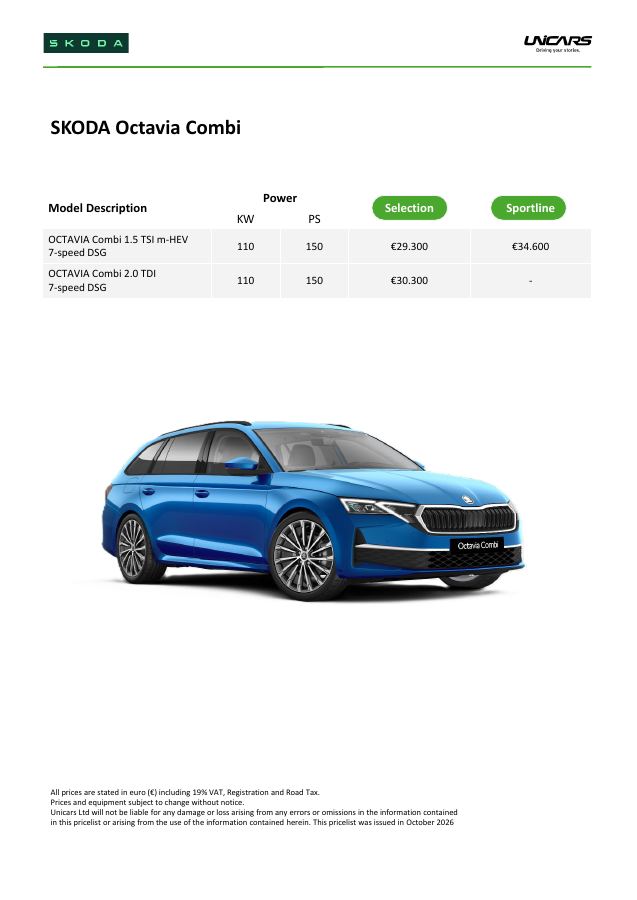 SKODA
UNICARS
Driving your stories.
SKODA Octavia Combi
Model Description
Power
KW
PS
Selection
Sportline
OCTAVIA Combi 1.5 TSI m-HEV
7-speed DSG
110
150
€29.300
€34.600
OCTAVIA Combi 2.0 TDI
7-speed DSG
110
150
€30.300
-
Octavia Combi
All prices are stated in euro (€) including 19% VAT, Registration and Road Tax.
Prices and equipment subject to change without notice.
Unicars Ltd will not be liable for any damage or loss arising from any errors or omissions in the information contained
in this pricelist or arising from the use of the information contained herein. This pricelist was issued in October 2026